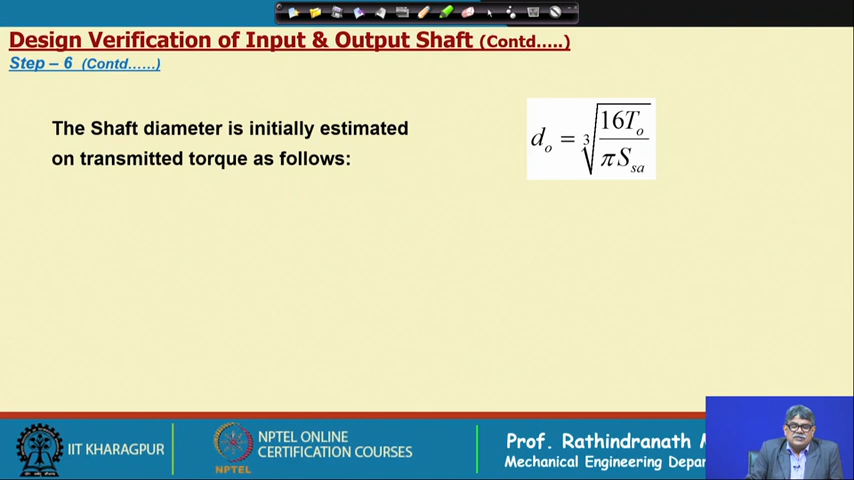 Design Verification of Input & Output Shaft (Contd.....)
Step – 6 (Contd......)
The Shaft diameter is initially estimated
on transmitted torque as follows:
d_o = ∛(16T_o / πS_sa)
IIT KHARAGPUR
NPTEL
NPTEL ONLINE
CERTIFICATION COURSES
Prof. Rathindranath M
Mechanical Engineering Depar